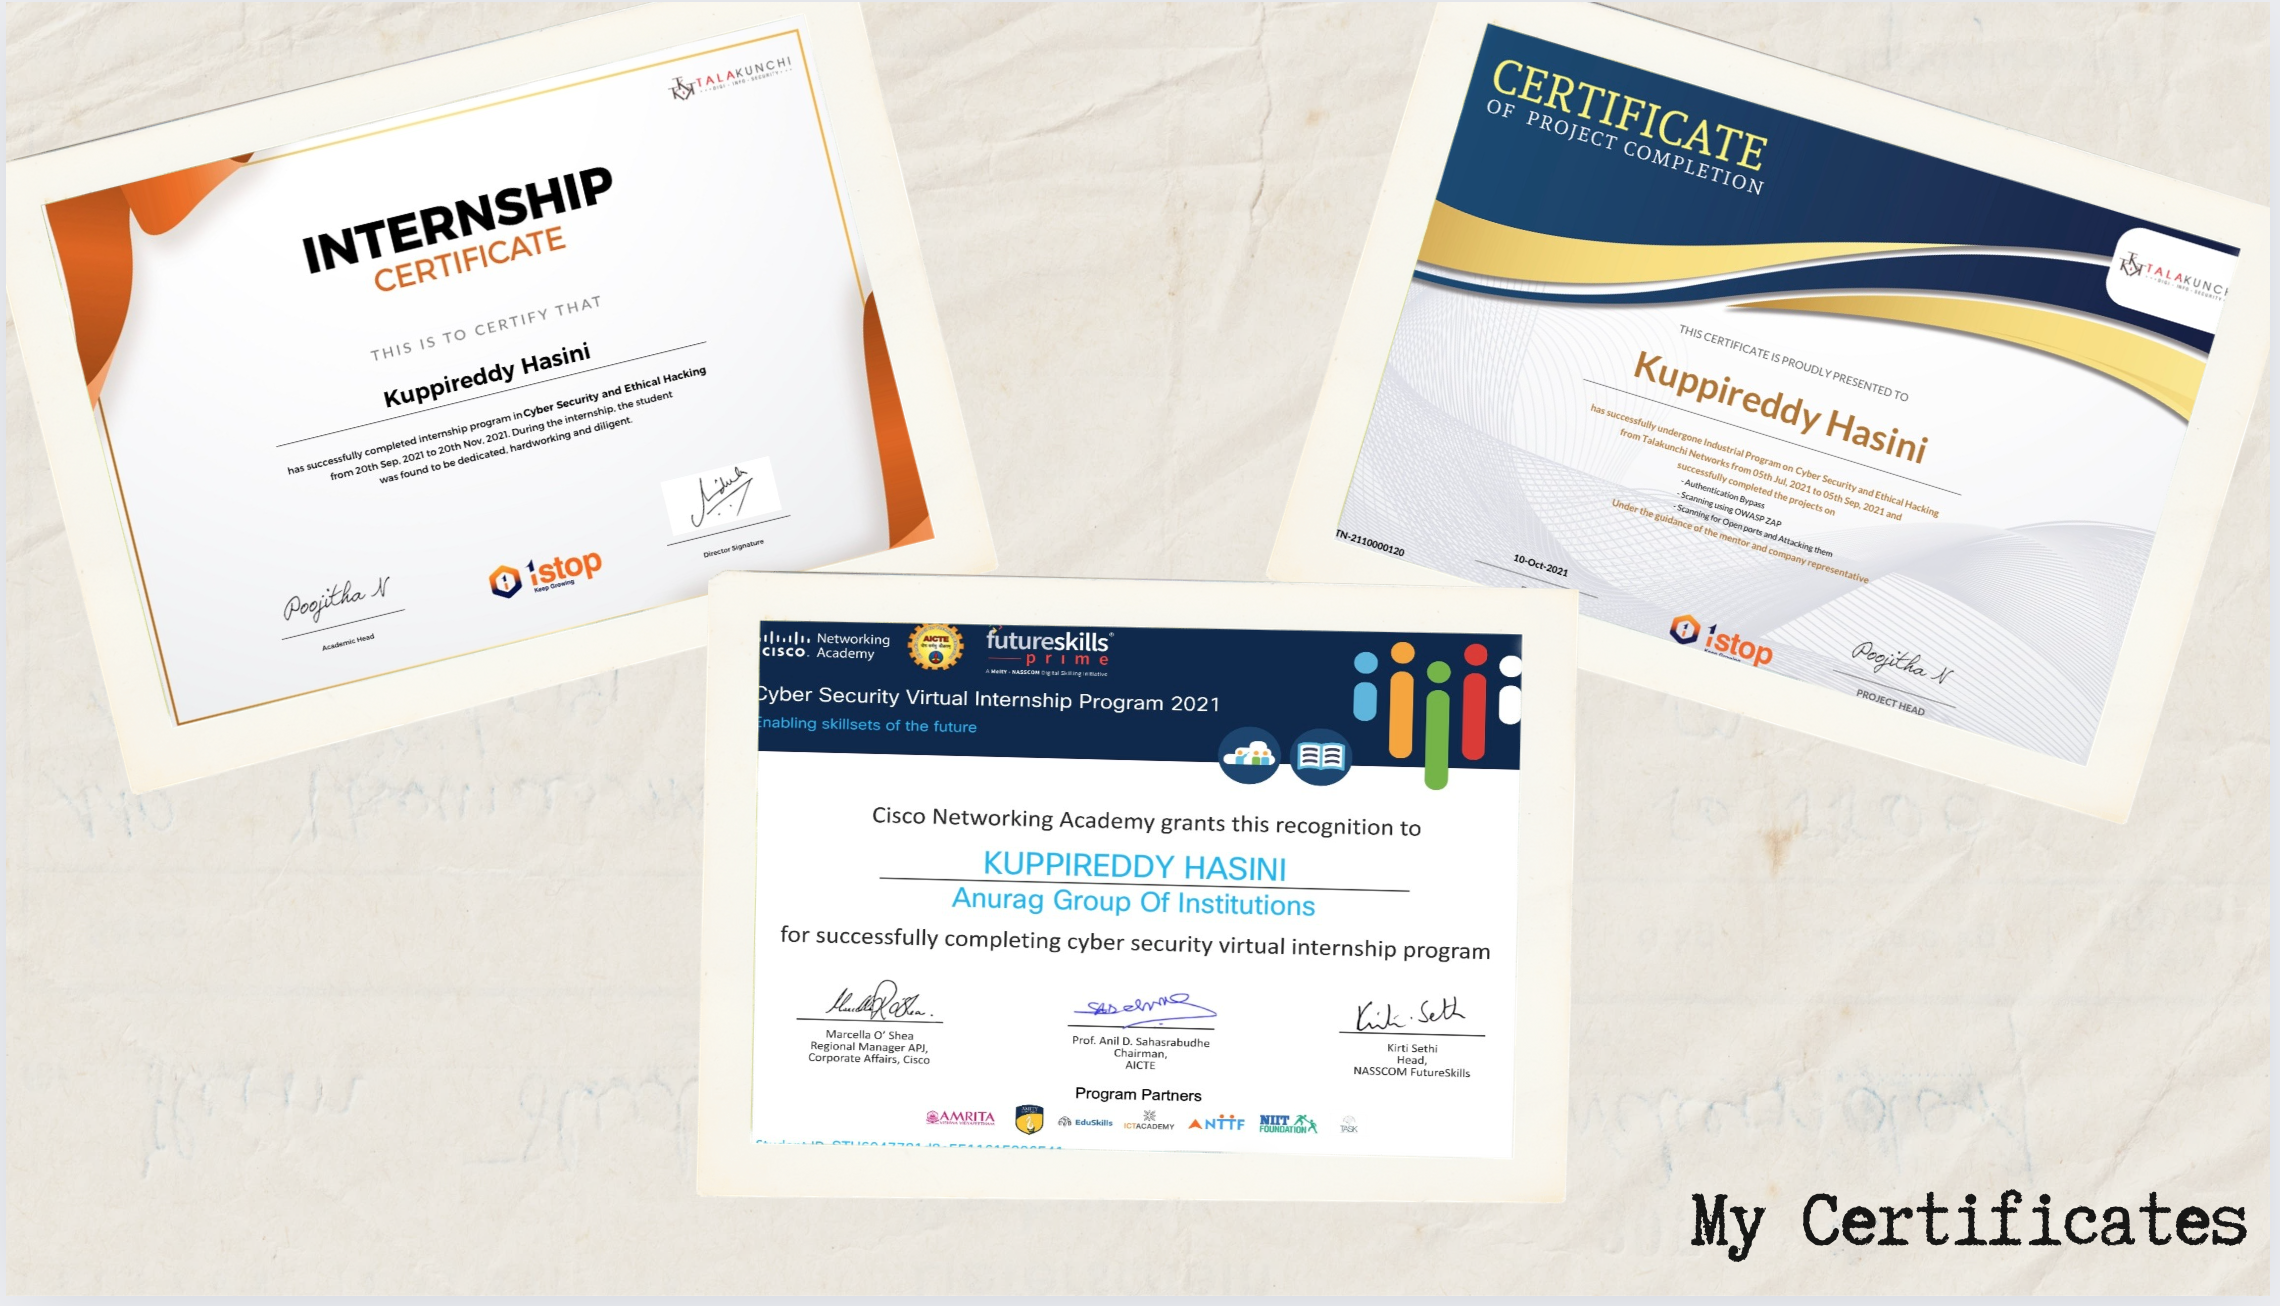 TALAKUNCHI
DIGI - INFO - SECURITY
INTERNSHIP
CERTIFICATE
THIS IS TO CERTIFY THAT
Kuppireddy Hasini
has successfully completed internship program in Cyber Security and Ethical Hacking
from 20th Sep, 2021 to 20th Nov, 2021. During the internship, the student
was found to be dedicated, hardworking and diligent.
Poojitha N
Academic Head
1stop
Keep Growing
Director Signature
CERTIFICATE
OF PROJECT COMPLETION
TALAKUNCH
DIGI - INFO - SECURITY
THIS CERTIFICATE IS PROUDLY PRESENTED TO
Kuppireddy Hasini
has successfully undergone Industrial Program on Cyber Security and Ethical Hacking
from Talakunchi Networks from 05th Jul, 2021 to 05th Sep, 2021 and
successfully completed the projects on
- Authentication Bypass
- Scanning using OWASP ZAP
- Scanning for Open ports and Attacking them
Under the guidance of the mentor and company representative
TN-2110000120
10-Oct-2021
1stop
Poojitha N
PROJECT HEAD
CISCO. Networking Academy
AICTE
futureskills
prime
A MeitY - NASSCOM Digital Skilling Initiative
Cyber Security Virtual Internship Program 2021
Enabling skillsets of the future
Cisco Networking Academy grants this recognition to
KUPPIREDDY HASINI
Anurag Group Of Institutions
for successfully completing cyber security virtual internship program
Marcella O' Shea
Regional Manager APJ,
Corporate Affairs, Cisco
Prof. Anil D. Sahasrabudhe
Chairman,
AICTE
Kirti Sethi
Head,
NASSCOM FutureSkills
Program Partners
AMRITA
EduSkills
ICTACADEMY
NTTF
NIIT
FOUNDATION
TASK
My Certificates